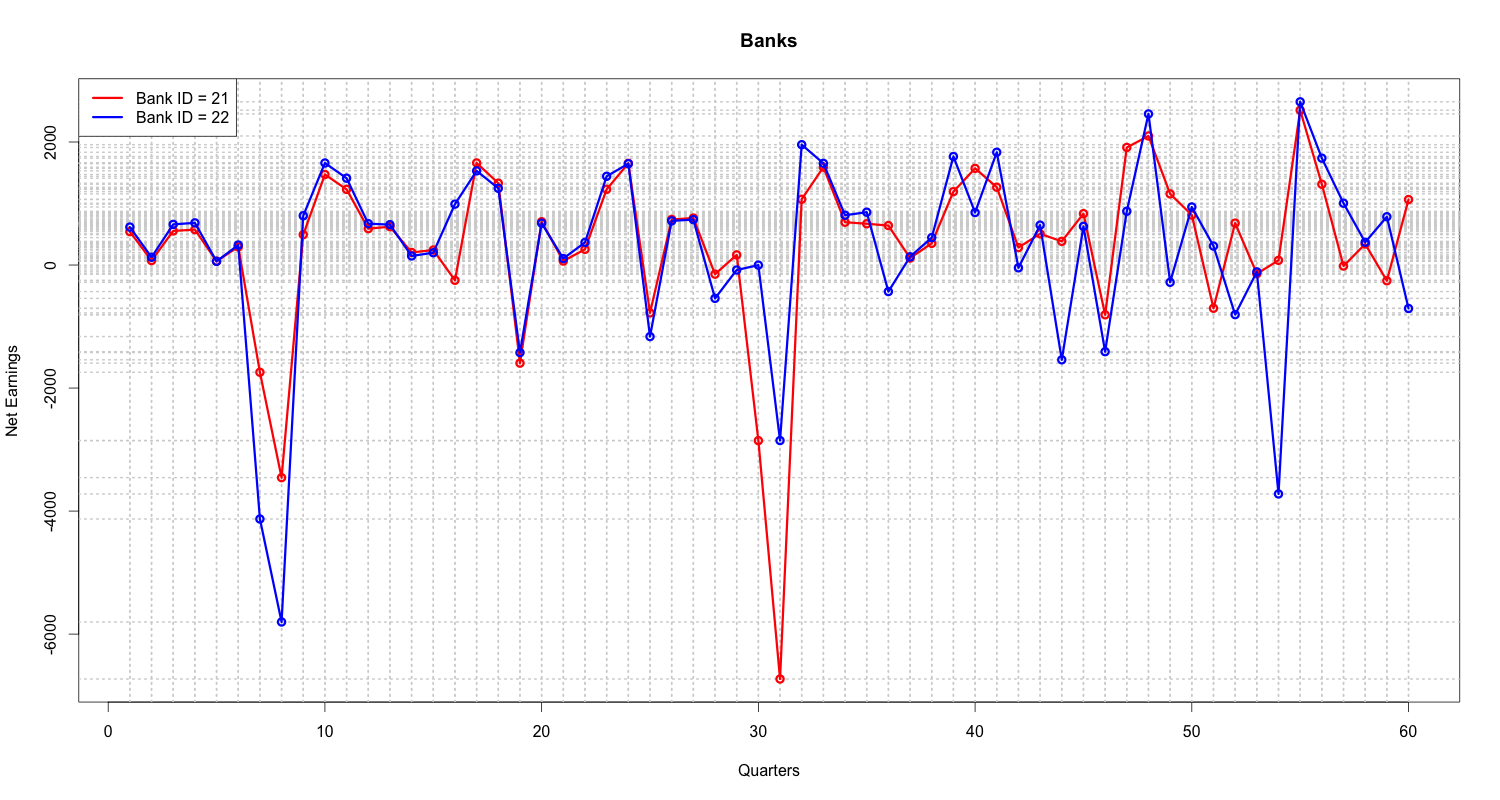 Banks
Bank ID = 21
Bank ID = 22
2000
0
-2000
-4000
-6000
Net Earnings
0 10 20 30 40 50 60
Quarters